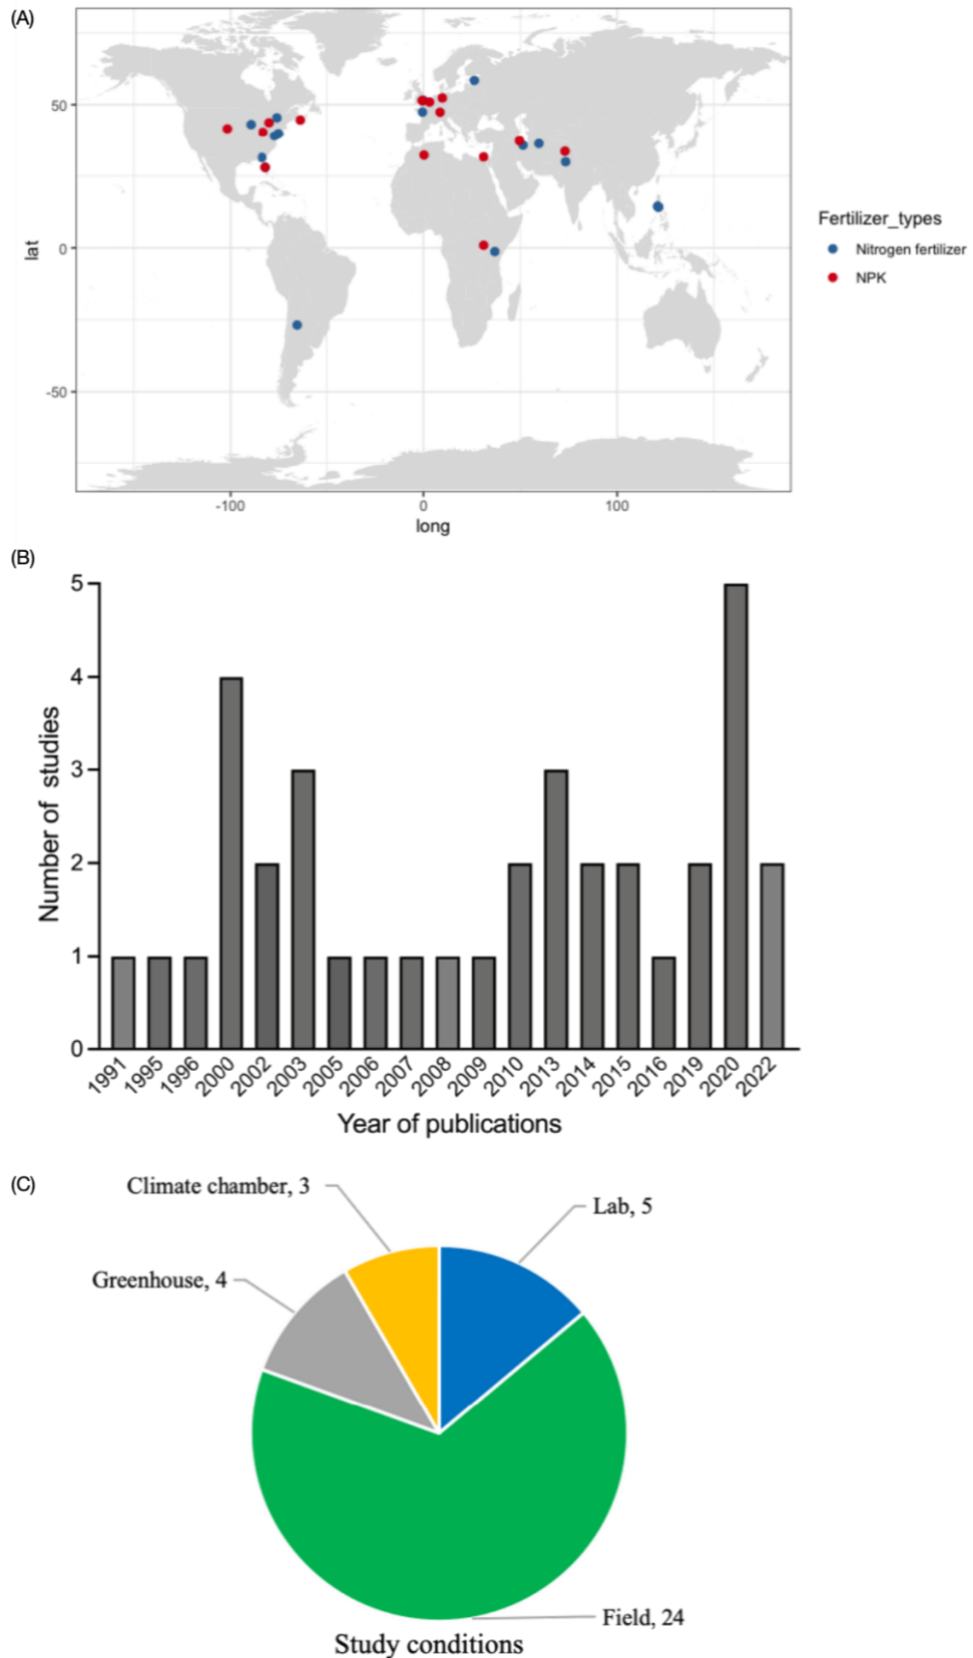 (A)
50
0
-50
lat
-100 0 100
long
Fertilizer_types
Nitrogen fertilizer
NPK
(B)
5
4
3
2
1
0
Number of studies
1991 1995 1996 2000 2002 2003 2005 2006 2007 2008 2009 2010 2013 2014 2015 2016 2019 2020 2022
Year of publications
(C)
Climate chamber, 3
Lab, 5
Greenhouse, 4
Field, 24
Study conditions